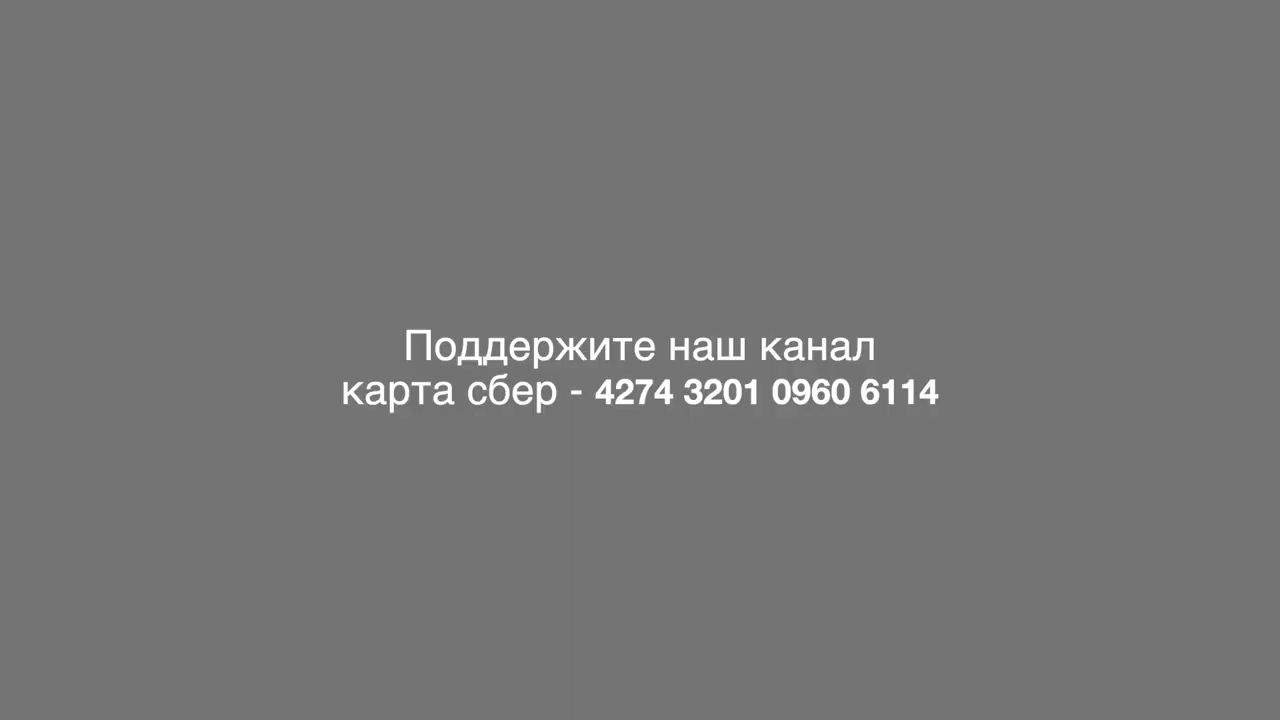 Поддержите наш канал
карта сбер - 4274 3201 0960 6114